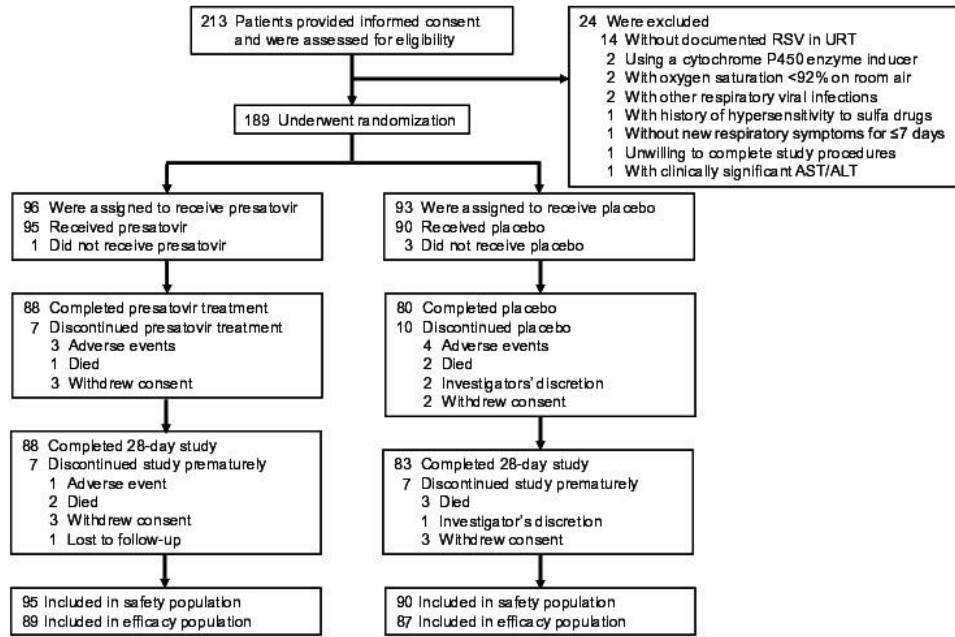 213 Patients provided informed consent
and were assessed for eligibility
24 Were excluded
14 Without documented RSV in URT
2 Using a cytochrome P450 enzyme inducer
2 With oxygen saturation <92% on room air
2 With other respiratory viral infections
1 With history of hypersensitivity to sulfa drugs
1 Without new respiratory symptoms for ≤7 days
1 Unwilling to complete study procedures
1 With clinically significant AST/ALT
189 Underwent randomization
96 Were assigned to receive presatovir
95 Received presatovir
1 Did not receive presatovir
93 Were assigned to receive placebo
90 Received placebo
3 Did not receive placebo
88 Completed presatovir treatment
7 Discontinued presatovir treatment
3 Adverse events
1 Died
3 Withdrew consent
80 Completed placebo
10 Discontinued placebo
4 Adverse events
2 Died
2 Investigators' discretion
2 Withdrew consent
88 Completed 28-day study
7 Discontinued study prematurely
1 Adverse event
2 Died
3 Withdrew consent
1 Lost to follow-up
83 Completed 28-day study
7 Discontinued study prematurely
3 Died
1 Investigator's discretion
3 Withdrew consent
95 Included in safety population
89 Included in efficacy population
90 Included in safety population
87 Included in efficacy population